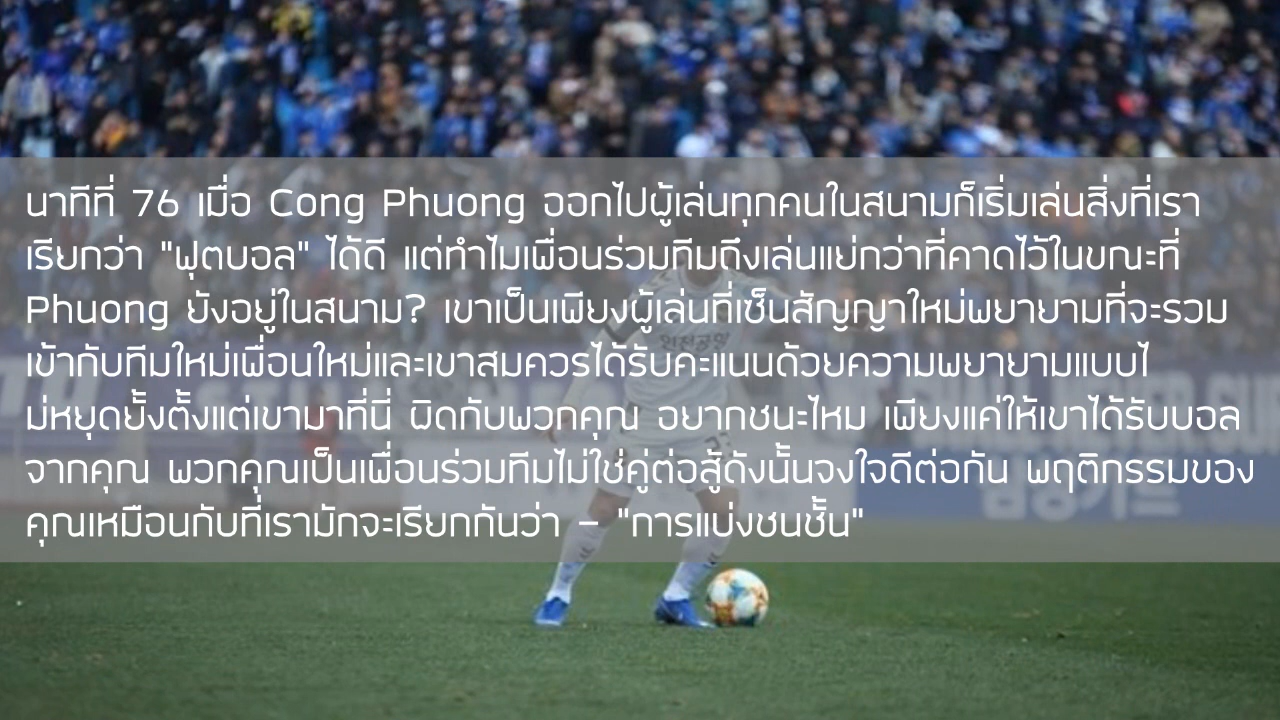 นาทีที่ 76 เมื่อ Cong Phuong ออกไปผู้เล่นทุกคนในสนามก็เริ่มเล่นสิ่งที่เรา
เรียกว่า "ฟุตบอล" ได้ดี แต่ทำไมเพื่อนร่วมทีมถึงเล่นแย่กว่าที่คาดไว้ในขณะที่
Phuong ยังอยู่ในสนาม? เขาเป็นเพียงผู้เล่นที่เซ็นสัญญาใหม่พยายามที่จะรวม
เข้ากับทีมใหม่เพื่อนใหม่และเขาสมควรได้รับคะแนนด้วยความพยายามแบบไ
ม่หยุดยั้งตั้งแต่เขามาที่นี่ ผิดกับพวกคุณ อยากชนะไหม เพียงแค่ให้เขาได้รับบอล
จากคุณ พวกคุณเป็นเพื่อนร่วมทีมไม่ใช่คู่ต่อสู้ดังนั้นจงใจดีต่อกัน พฤติกรรมของ
คุณเหมือนกับที่เรามักจะเรียกกันว่า – "การแบ่งชนชั้น"